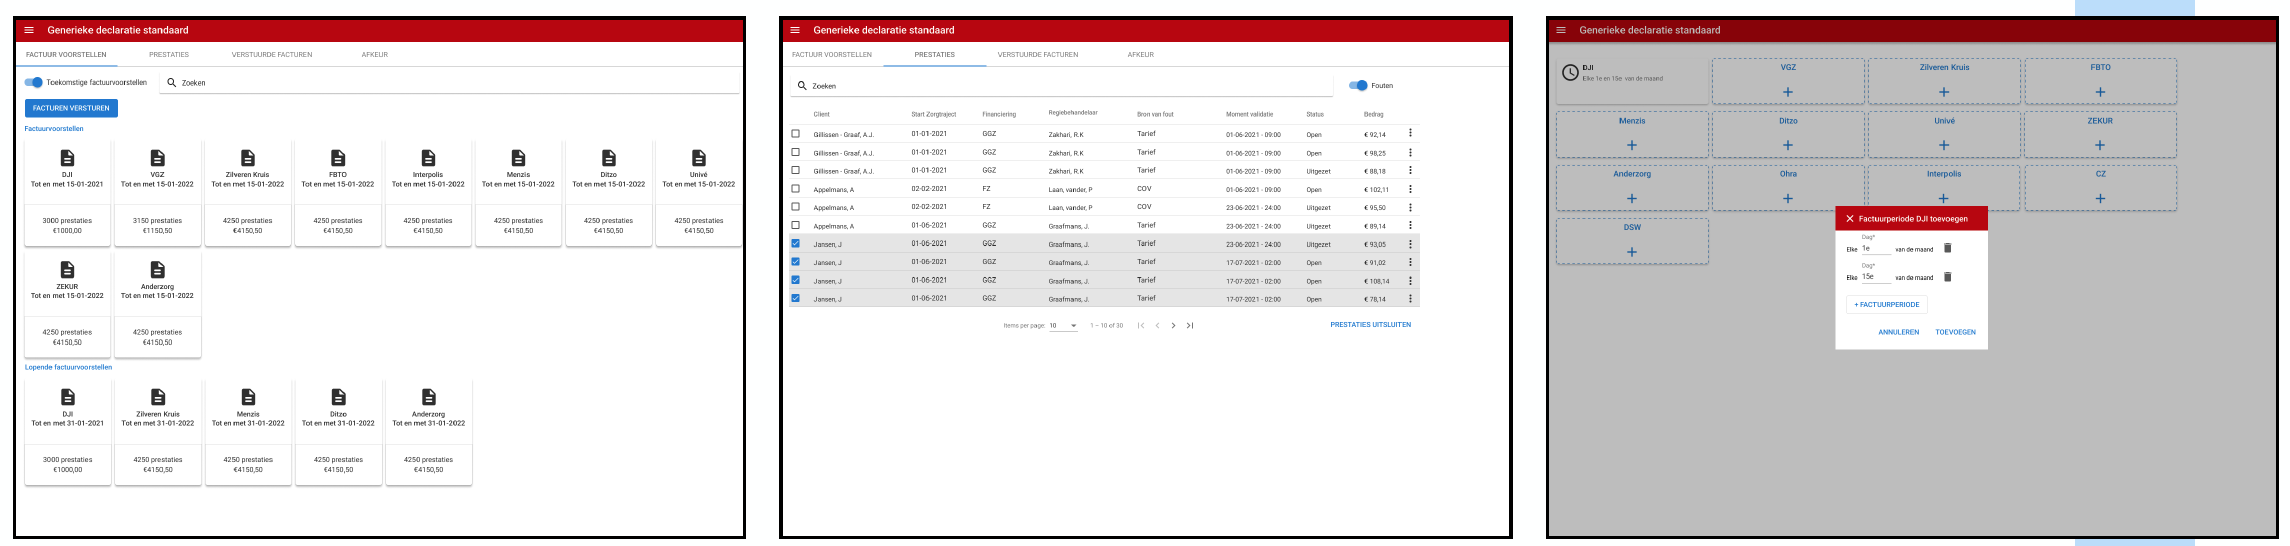 Generieke declaratie standaard
FACTUUR VOORSTELLEN PRESTATIES VERSTUURDE FACTUREN AFKEUR
Toekomstige factuurvoorstellen Zoeken
FACTUREN VERSTUREN
Factuurvoorstellen
DJI VGZ Zilveren Kruis FBTO Interpolis Menzis Ditzo Univé
Tot en met 15-01-2021 Tot en met 15-01-2022 Tot en met 15-01-2022 Tot en met 15-01-2022 Tot en met 15-01-2022 Tot en met 15-01-2022 Tot en met 15-01-2022 Tot en met 15-01-2022
3000 prestaties 3150 prestaties 4250 prestaties 4250 prestaties 4250 prestaties 4250 prestaties 4250 prestaties 4250 prestaties
€1000,00 €1150,50 €4150,50 €4150,50 €4150,50 €4150,50 €4150,50 €4150,50
ZEKUR Anderzorg
Tot en met 15-01-2022 Tot en met 15-01-2022
4250 prestaties 4250 prestaties
€4150,50 €4150,50
Lopende factuurvoorstellen
DJI Zilveren Kruis Menzis Ditzo Anderzorg
Tot en met 31-01-2021 Tot en met 31-01-2022 Tot en met 31-01-2022 Tot en met 31-01-2022 Tot en met 31-01-2022
3000 prestaties 4250 prestaties 4250 prestaties 4250 prestaties 4250 prestaties
€1000,00 €4150,50 €4150,50 €4150,50 €4150,50
Generieke declaratie standaard
FACTUUR VOORSTELLEN PRESTATIES VERSTUURDE FACTUREN AFKEUR
Zoeken Fouten
Client Start Zorgtraject Financiering Regiebehandelaar Bron van fout Moment validatie Status Bedrag
Gillissen - Graaf, A.J. 01-01-2021 GGZ Zakhari, R.K Tarief 01-06-2021 - 09:00 Open € 92,14
Gillissen - Graaf, A.J. 01-01-2021 GGZ Zakhari, R.K Tarief 01-06-2021 - 09:00 Open € 98,25
Gillissen - Graaf, A.J. 01-01-2021 GGZ Zakhari, R.K Tarief 01-06-2021 - 09:00 Uitgezet € 88,18
Appelmans, A 02-02-2021 FZ Laan, vander, P COV 01-06-2021 - 09:00 Open € 102,11
Appelmans, A 02-02-2021 FZ Laan, vander, P COV 23-06-2021 - 24:00 Uitgezet € 95,50
Appelmans, A 01-06-2021 GGZ Graafmans, J. Tarief 23-06-2021 - 24:00 Uitgezet € 89,14
Jansen, J 01-06-2021 GGZ Graafmans, J. Tarief 23-06-2021 - 24:00 Uitgezet € 93,05
Jansen, J 01-06-2021 GGZ Graafmans, J. Tarief 17-07-2021 - 02:00 Open € 91,02
Jansen, J 01-06-2021 GGZ Graafmans, J. Tarief 17-07-2021 - 02:00 Open € 108,14
Jansen, J 01-06-2021 GGZ Graafmans, J. Tarief 17-07-2021 - 02:00 Open € 78,14
Items per page: 10 1 – 10 of 30 PRESTATIES UITSLUITEN
Generieke declaratie standaard
DJI VGZ Zilveren Kruis FBTO
Elke 1e en 15e van de maand
Menzis Ditzo Univé ZEKUR
Anderzorg Ohra Interpolis CZ
DSW
Factuurperiode DJI toevoegen
Dag*
Elke 1e van de maand
Dag*
Elke 15e van de maand
+ FACTUURPERIODE
ANNULEREN TOEVOEGEN